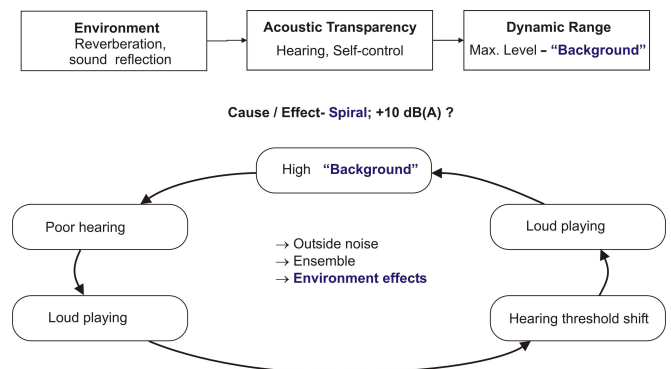 Environment
Reverberation,
sound reflection
Acoustic Transparency
Hearing, Self-control
Dynamic Range
Max. Level – “Background”
Cause / Effect- Spiral; +10 dB(A) ?
High “Background”
Poor hearing
Loud playing
→ Outside noise
→ Ensemble
→ Environment effects
Loud playing
Hearing threshold shift